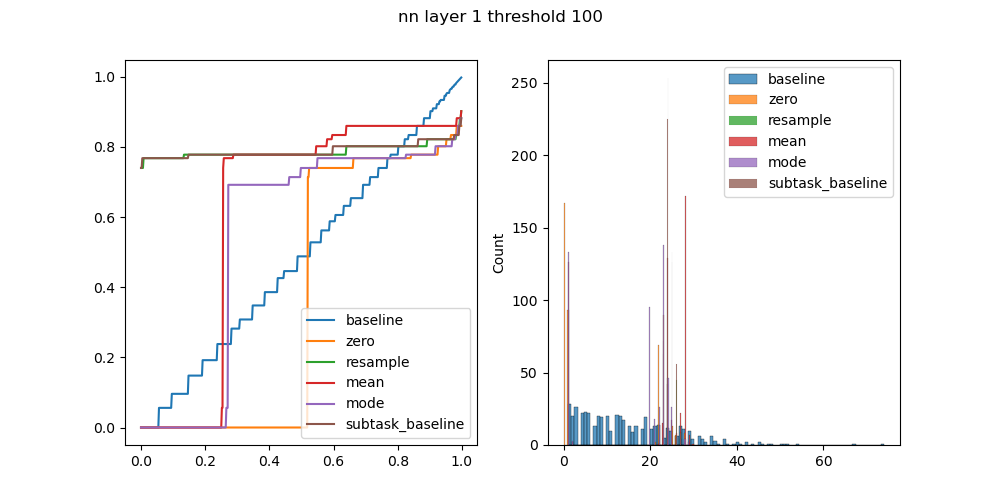 nn layer 1 threshold 100
1.0
0.8
0.6
0.4
0.2
0.0
0.0 0.2 0.4 0.6 0.8 1.0
baseline
zero
resample
mean
mode
subtask_baseline
Count
250
200
150
100
50
0
0 20 40 60
baseline
zero
resample
mean
mode
subtask_baseline